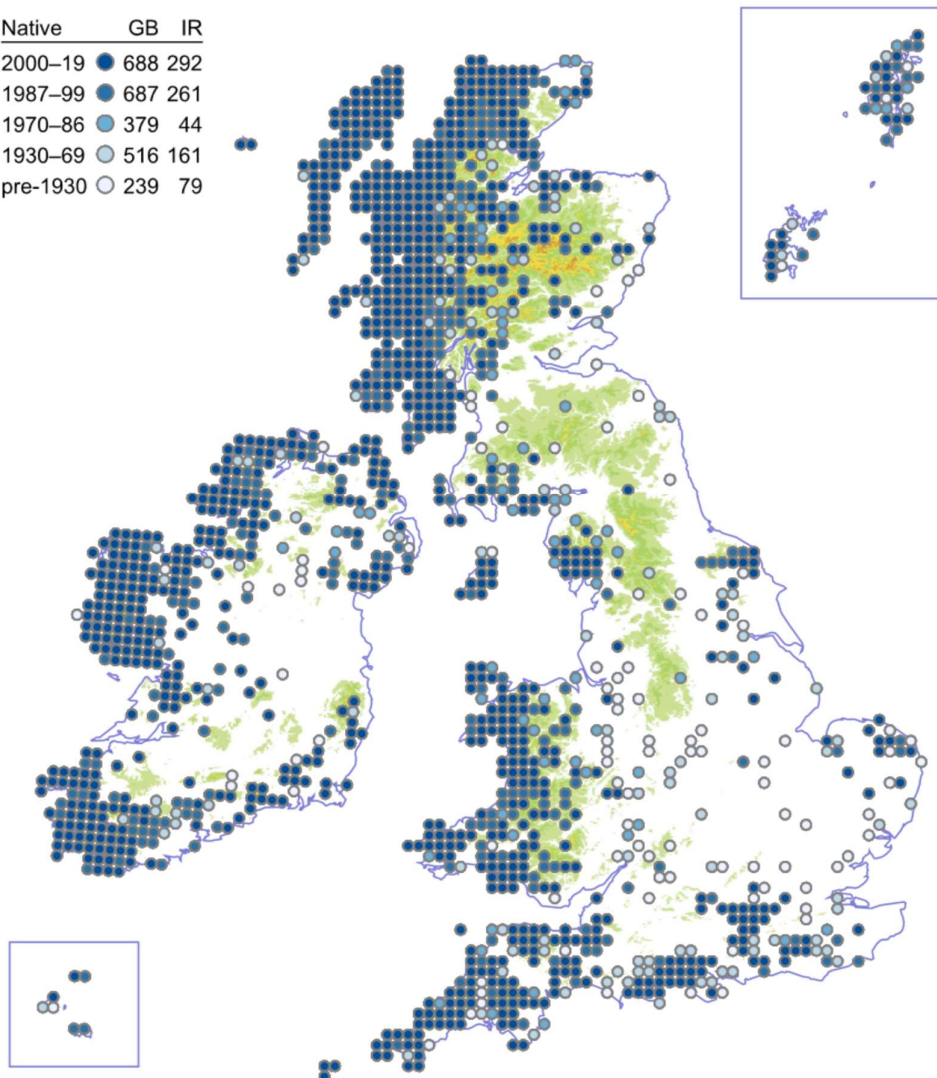 Native GB IR
2000–19 688 292
1987–99 687 261
1970–86 379 44
1930–69 516 161
pre-1930 239 79